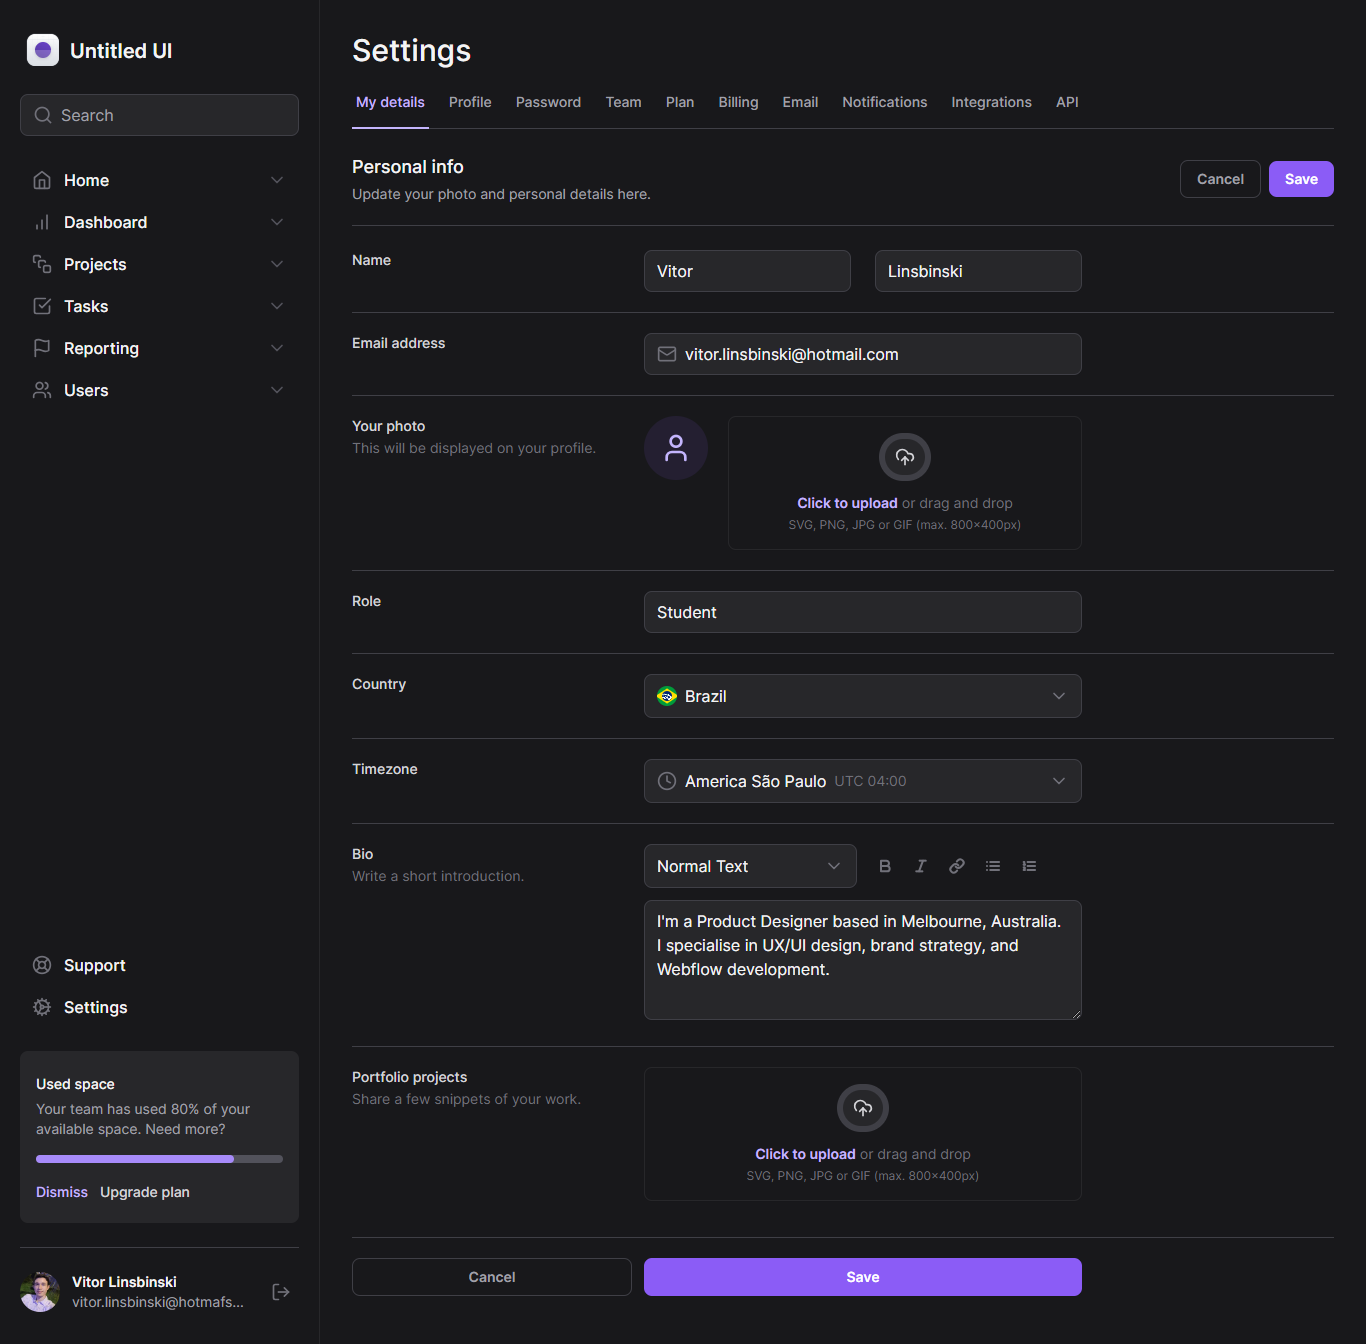 Untitled UI
Search
Home
Dashboard
Projects
Tasks
Reporting
Users
Support
Settings
Used space
Your team has used 80% of your
available space. Need more?
Dismiss Upgrade plan
Vitor Linsbinski
vitor.linsbinski@hotmafs...
Settings
My details Profile Password Team Plan Billing Email Notifications Integrations API
Personal info
Update your photo and personal details here.
Cancel Save
Name
Vitor Linsbinski
Email address
vitor.linsbinski@hotmail.com
Your photo
This will be displayed on your profile.
Click to upload or drag and drop
SVG, PNG, JPG or GIF (max. 800×400px)
Role
Student
Country
Brazil
Timezone
America São Paulo UTC 04:00
Bio
Write a short introduction.
Normal Text
I'm a Product Designer based in Melbourne, Australia.
I specialise in UX/UI design, brand strategy, and
Webflow development.
Portfolio projects
Share a few snippets of your work.
Click to upload or drag and drop
SVG, PNG, JPG or GIF (max. 800×400px)
Cancel Save